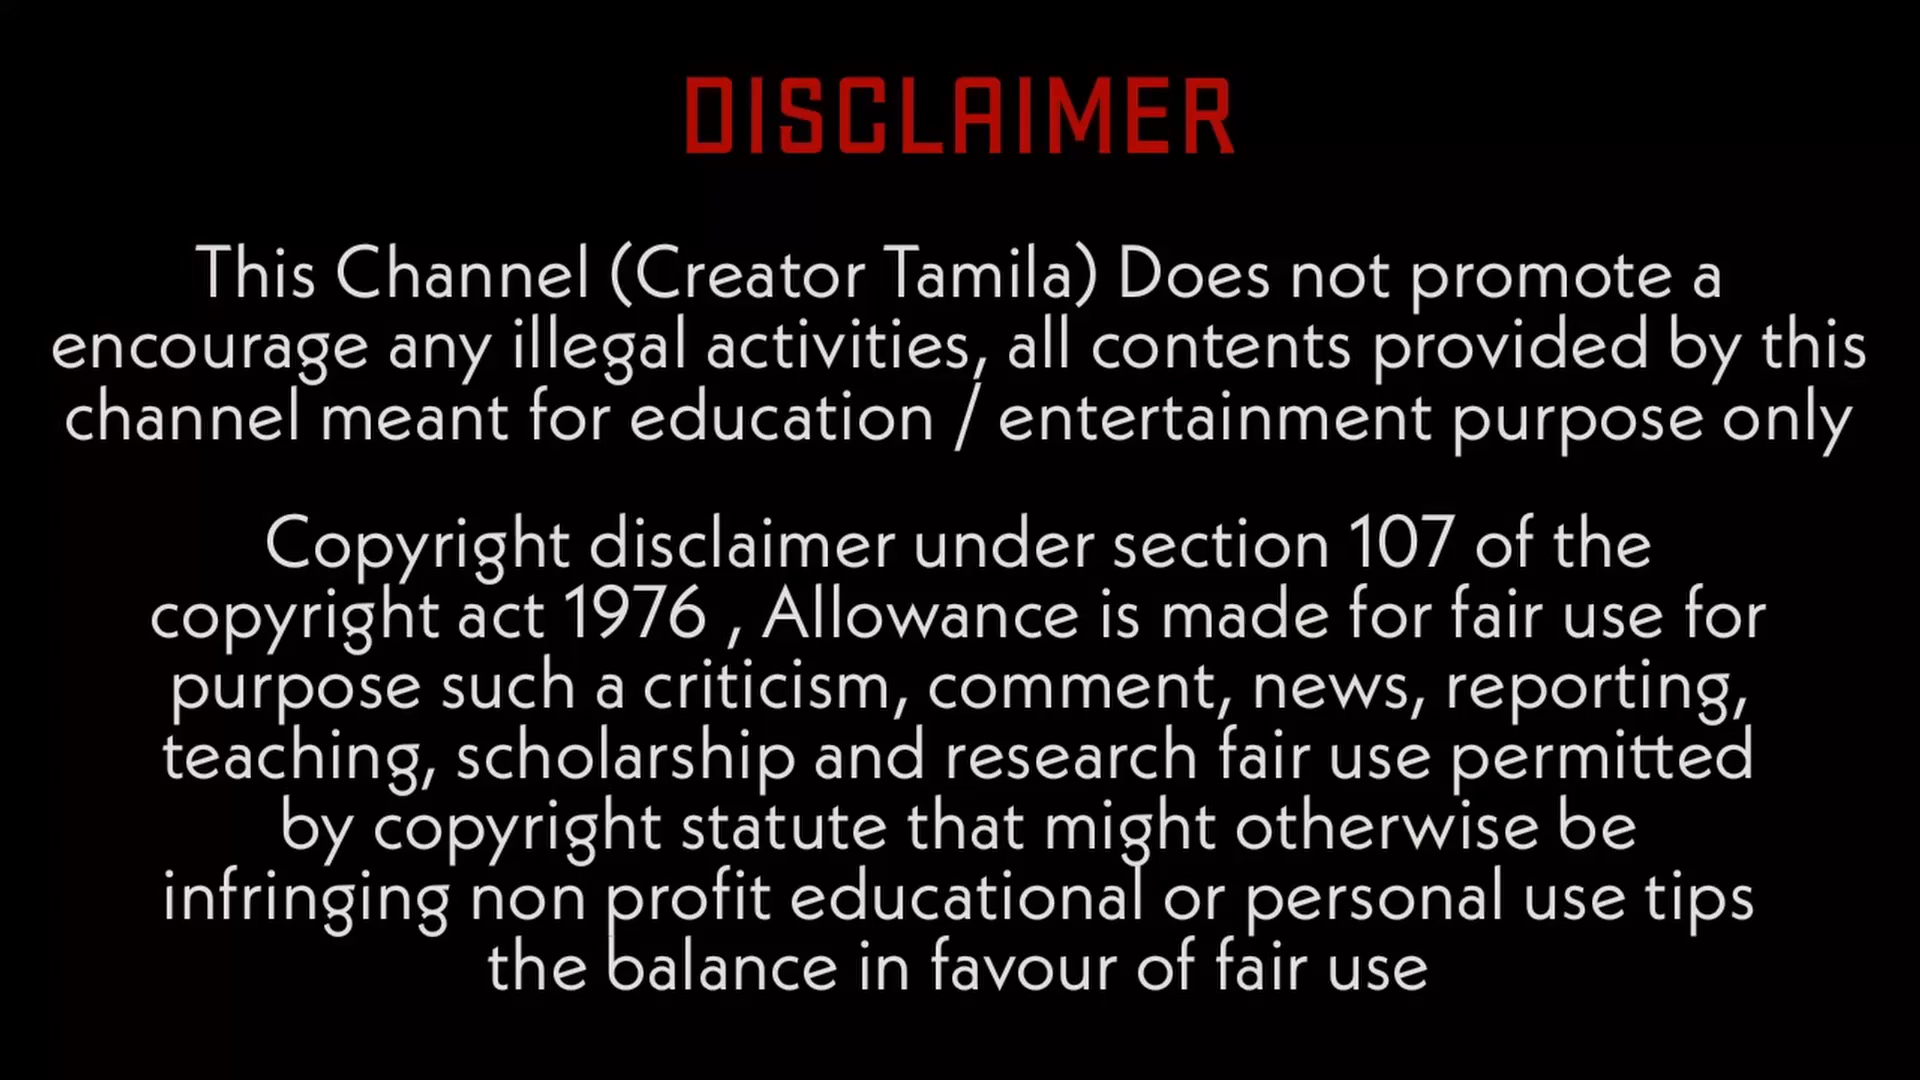 DISCLAIMER
This Channel (Creator Tamila) Does not promote a
encourage any illegal activities, all contents provided by this
channel meant for education / entertainment purpose only
Copyright disclaimer under section 107 of the
copyright act 1976 , Allowance is made for fair use for
purpose such a criticism, comment, news, reporting,
teaching, scholarship and research fair use permitted
by copyright statute that might otherwise be
infringing non profit educational or personal use tips
the balance in favour of fair use